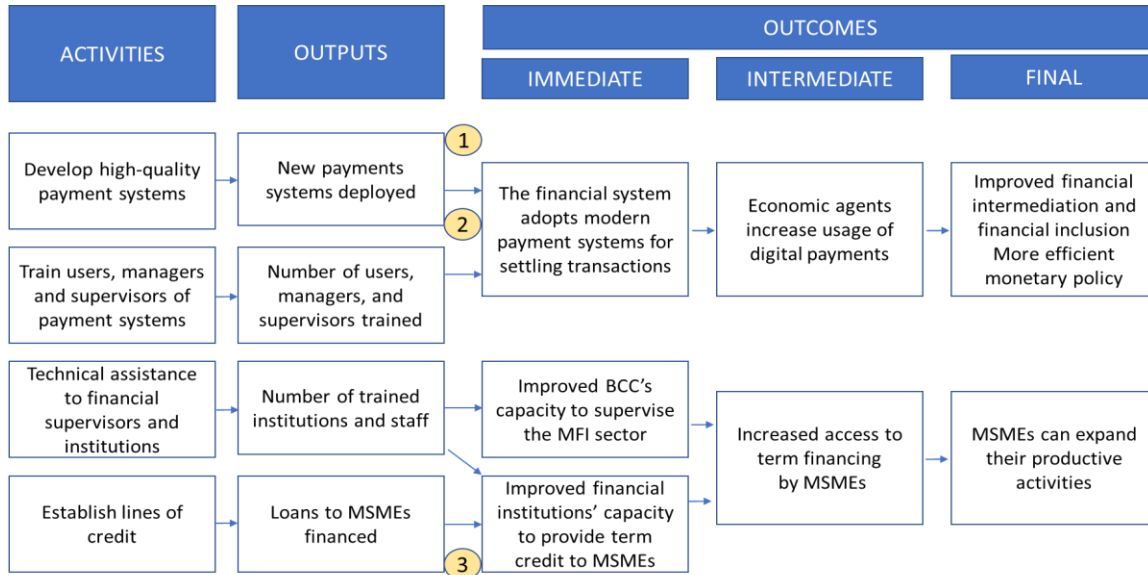 ACTIVITIES
OUTPUTS
OUTCOMES
IMMEDIATE
INTERMEDIATE
FINAL
1
Develop high-quality
payment systems
New payments
systems deployed
2
The financial system
adopts modern
payment systems for
settling transactions
Economic agents
increase usage of
digital payments
Improved financial
intermediation and
financial inclusion
More efficient
monetary policy
Train users, managers
and supervisors of
payment systems
Number of users,
managers, and
supervisors trained
Technical assistance
to financial
supervisors and
institutions
Number of trained
institutions and staff
Improved BCC’s
capacity to supervise
the MFI sector
Increased access to
term financing
by MSMEs
MSMEs can expand
their productive
activities
Establish lines of
credit
Loans to MSMEs
financed
3
Improved financial
institutions’ capacity
to provide term
credit to MSMEs